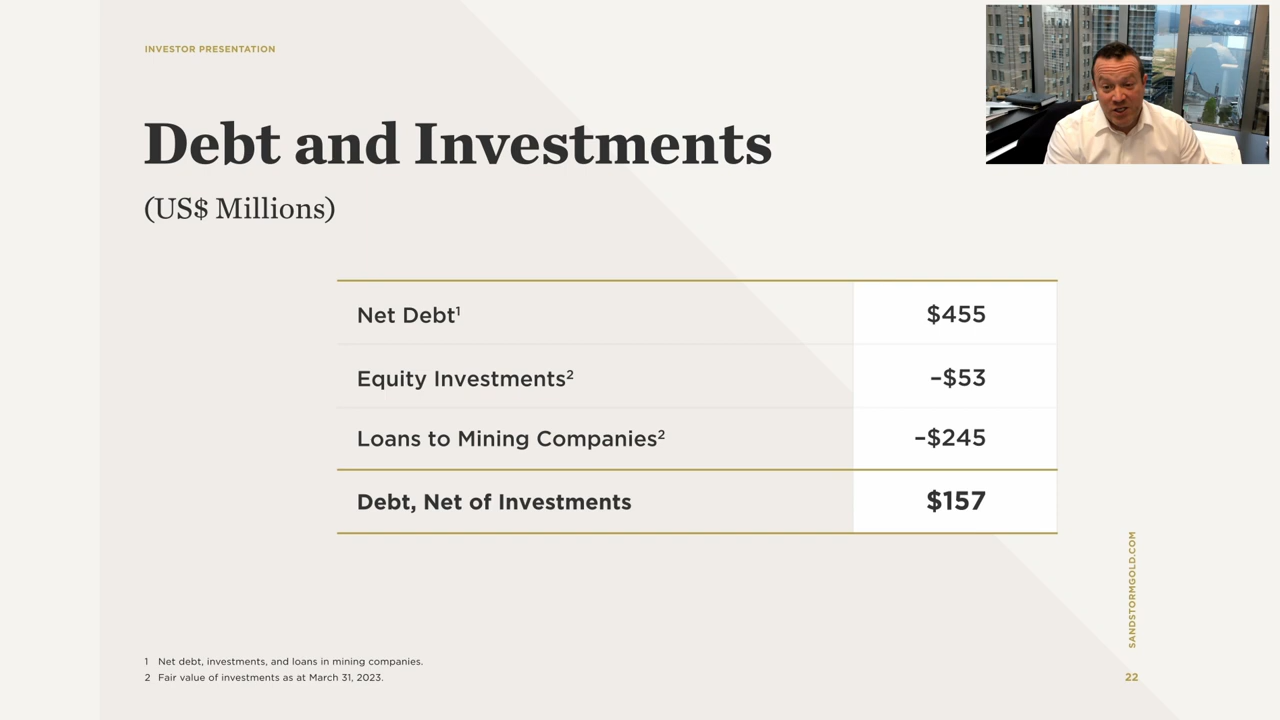 INVESTOR PRESENTATION
Debt and Investments
(US$ Millions)
Net Debt¹ $455
Equity Investments² –$53
Loans to Mining Companies² –$245
Debt, Net of Investments $157
SANDSTORMGOLD.COM
1 Net debt, investments, and loans in mining companies.
2 Fair value of investments as at March 31, 2023.
22